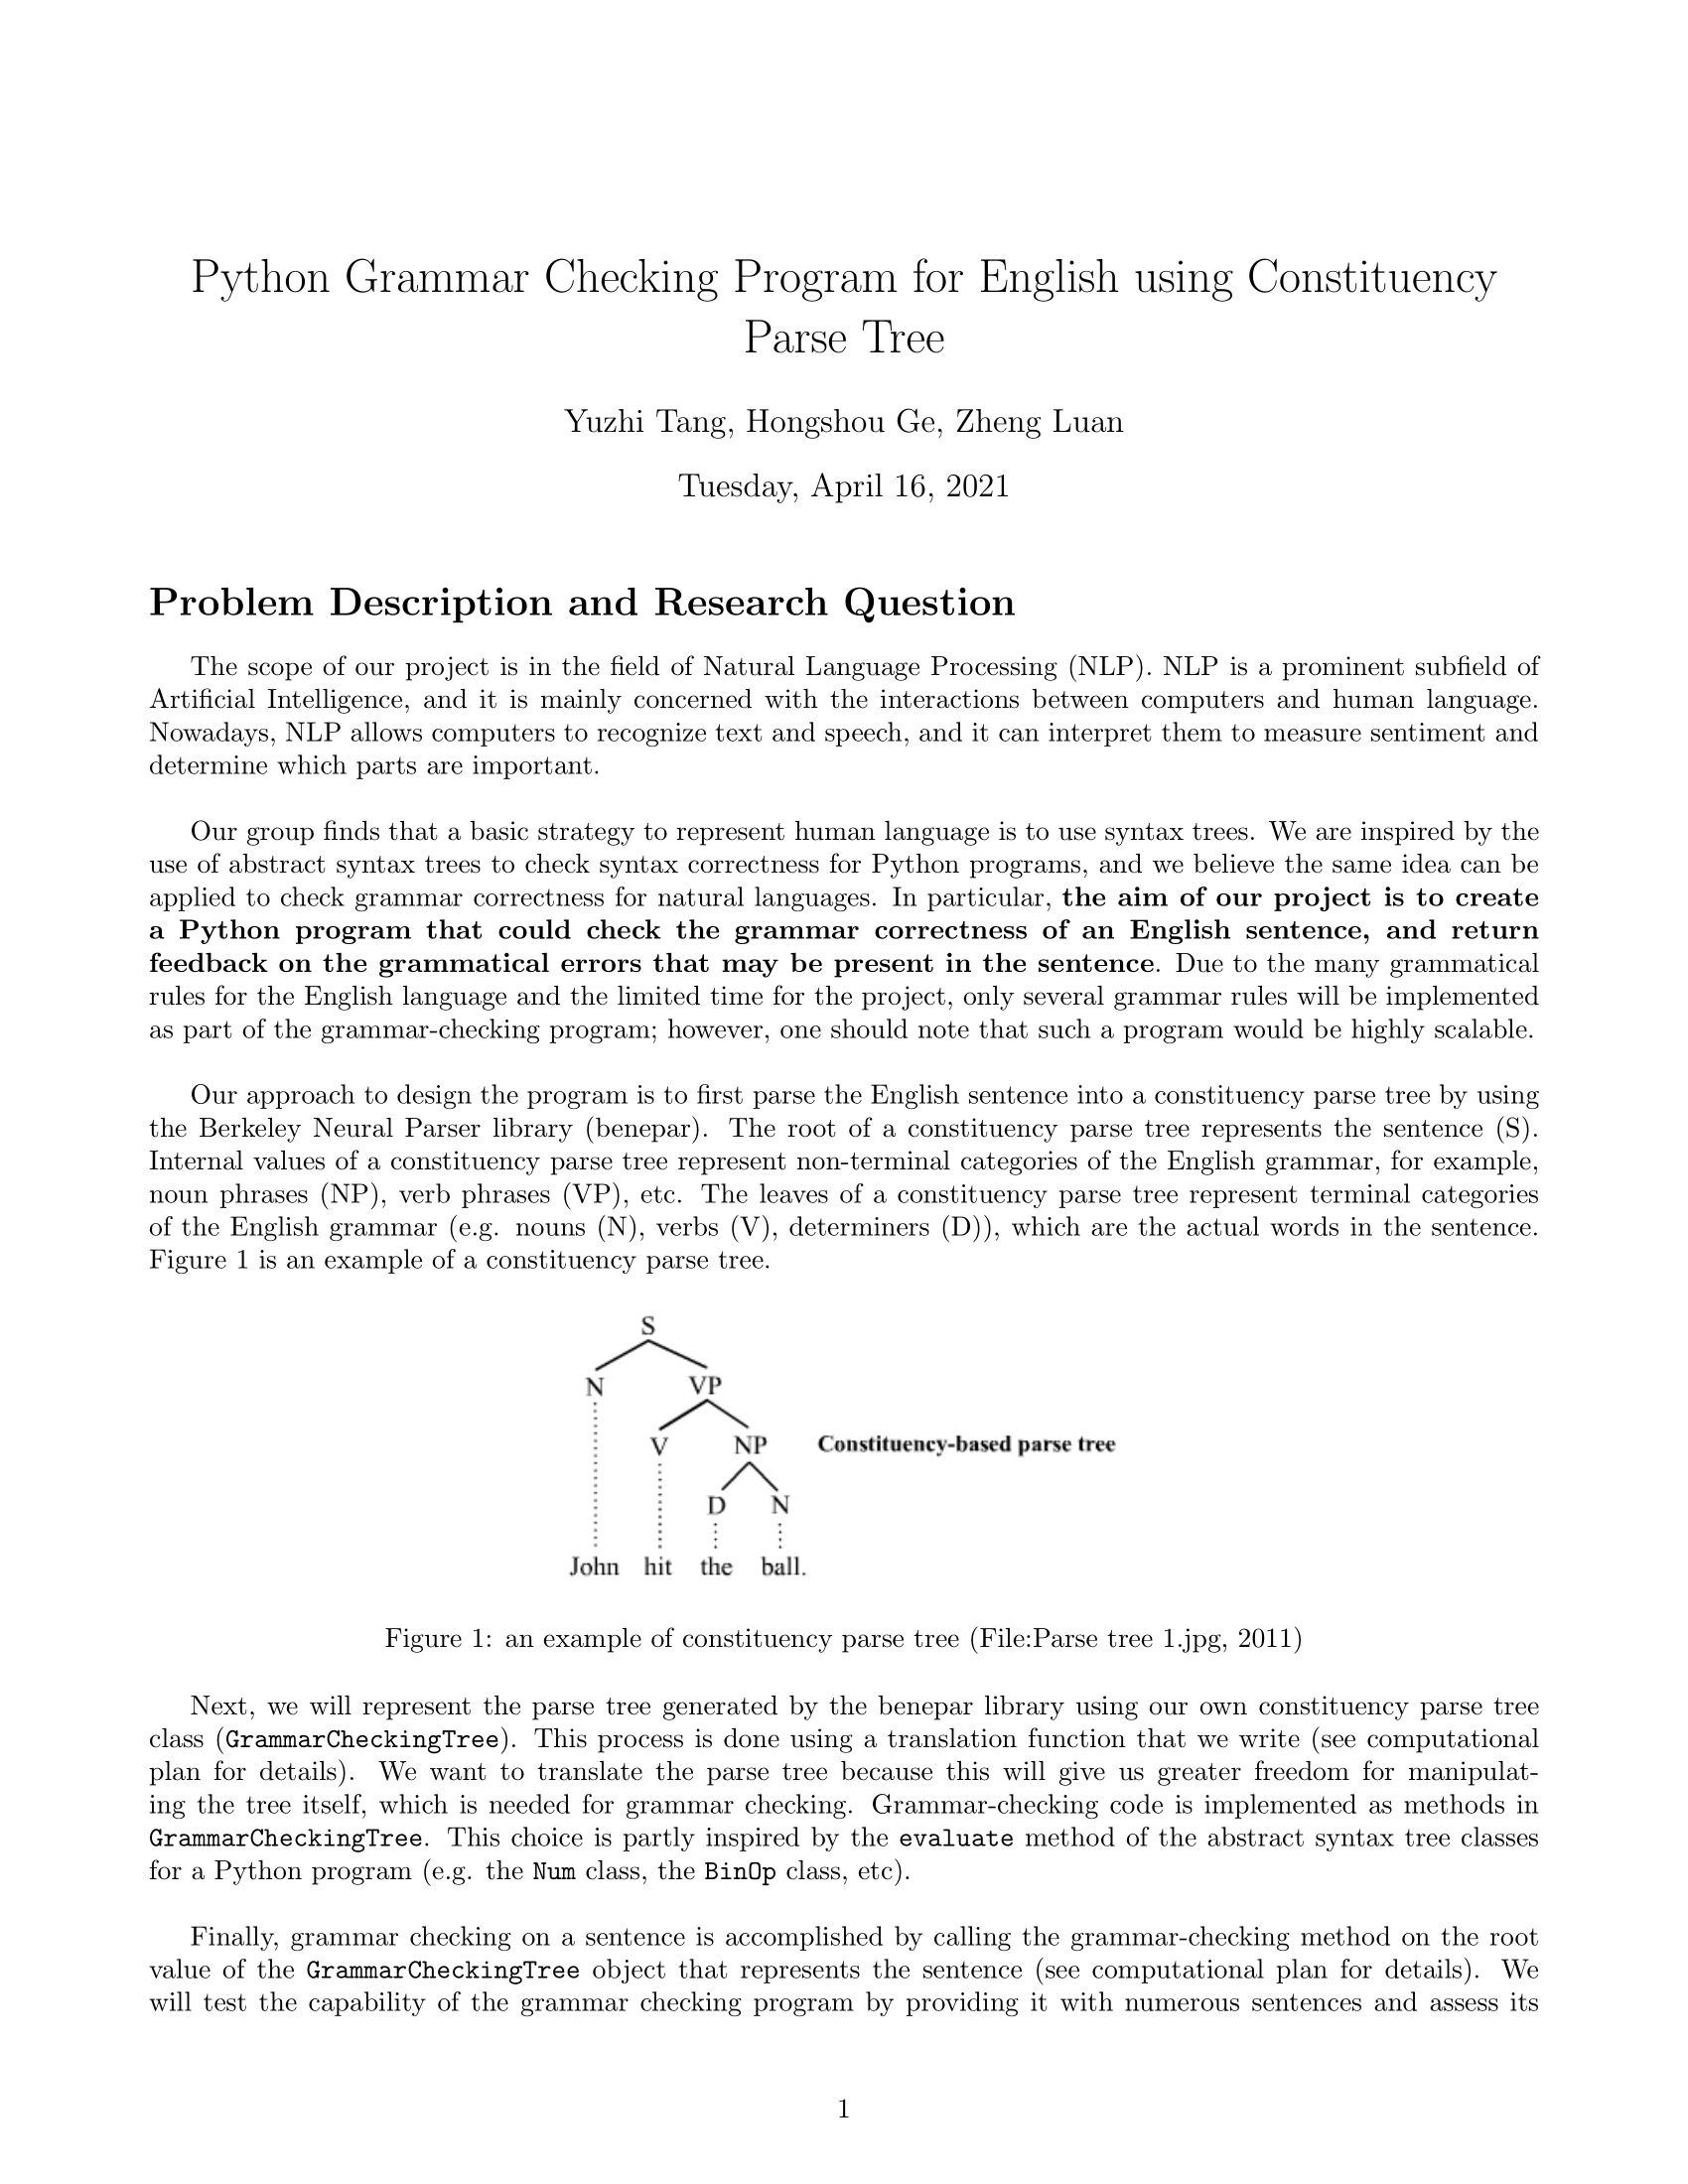 Python Grammar Checking Program for English using Constituency
Parse Tree
Yuzhi Tang, Hongshou Ge, Zheng Luan
Tuesday, April 16, 2021
Problem Description and Research Question
The scope of our project is in the field of Natural Language Processing (NLP). NLP is a prominent subfield of
Artificial Intelligence, and it is mainly concerned with the interactions between computers and human language.
Nowadays, NLP allows computers to recognize text and speech, and it can interpret them to measure sentiment and
determine which parts are important.
Our group finds that a basic strategy to represent human language is to use syntax trees. We are inspired by the
use of abstract syntax trees to check syntax correctness for Python programs, and we believe the same idea can be
applied to check grammar correctness for natural languages. In particular, the aim of our project is to create
a Python program that could check the grammar correctness of an English sentence, and return
feedback on the grammatical errors that may be present in the sentence. Due to the many grammatical
rules for the English language and the limited time for the project, only several grammar rules will be implemented
as part of the grammar-checking program; however, one should note that such a program would be highly scalable.
Our approach to design the program is to first parse the English sentence into a constituency parse tree by using
the Berkeley Neural Parser library (benepar). The root of a constituency parse tree represents the sentence (S).
Internal values of a constituency parse tree represent non-terminal categories of the English grammar, for example,
noun phrases (NP), verb phrases (VP), etc. The leaves of a constituency parse tree represent terminal categories
of the English grammar (e.g. nouns (N), verbs (V), determiners (D)), which are the actual words in the sentence.
Figure 1 is an example of a constituency parse tree.
S
N VP
V NP Constituency-based parse tree
D N
John hit the ball.
Figure 1: an example of constituency parse tree (File:Parse tree 1.jpg, 2011)
Next, we will represent the parse tree generated by the benepar library using our own constituency parse tree
class (GrammarCheckingTree). This process is done using a translation function that we write (see computational
plan for details). We want to translate the parse tree because this will give us greater freedom for manipulat-
ing the tree itself, which is needed for grammar checking. Grammar-checking code is implemented as methods in
GrammarCheckingTree. This choice is partly inspired by the evaluate method of the abstract syntax tree classes
for a Python program (e.g. the Num class, the BinOp class, etc).
Finally, grammar checking on a sentence is accomplished by calling the grammar-checking method on the root
value of the GrammarCheckingTree object that represents the sentence (see computational plan for details). We
will test the capability of the grammar checking program by providing it with numerous sentences and assess its
1